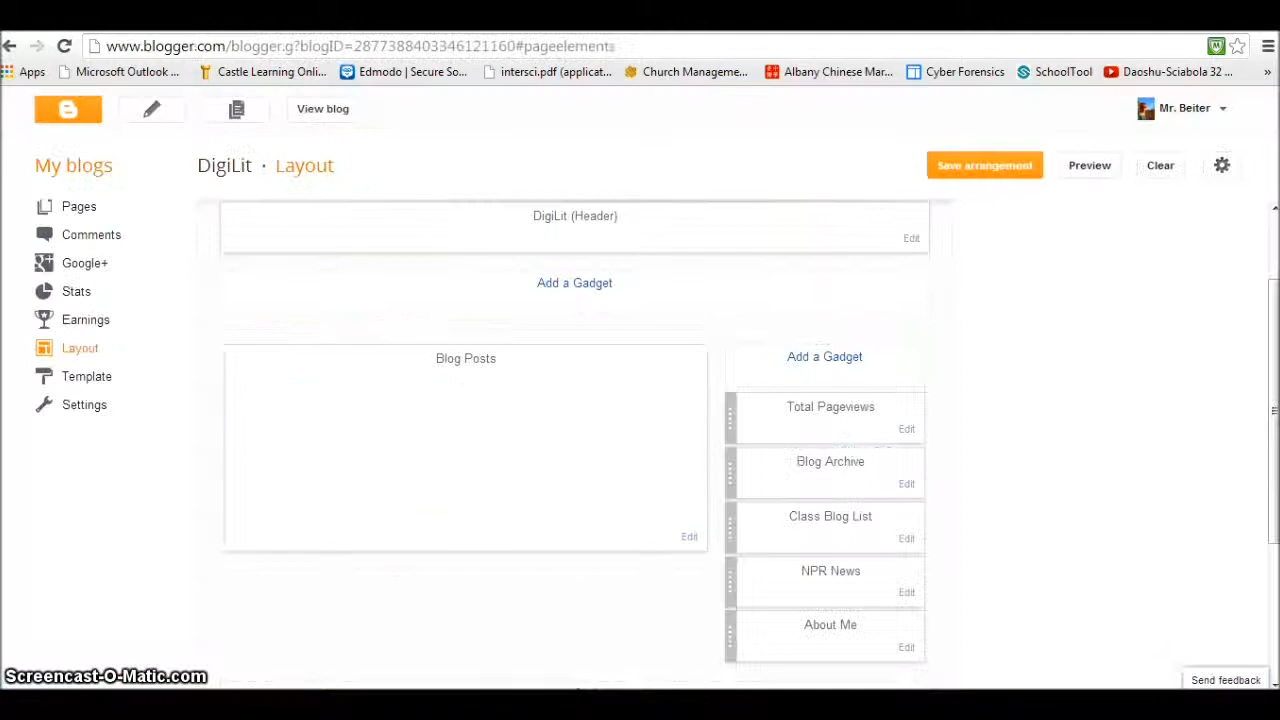 www.blogger.com/blogger.g?blogID=2877388403346121160#pageelements
Apps Microsoft Outlook ... Castle Learning Onli... Edmodo | Secure So... intersci.pdf (applicat... Church Manageme... Albany Chinese Mar... Cyber Forensics SchoolTool Daoshu-Sciabola 32 ... »
View blog Mr. Beiter
My blogs DigiLit · Layout Save arrangement Preview Clear
Pages
Comments
Google+
Stats
Earnings
Layout
Template
Settings
DigiLit (Header)
Edit
Add a Gadget
Blog Posts
Edit
Add a Gadget
Total Pageviews
Edit
Blog Archive
Edit
Class Blog List
Edit
NPR News
Edit
About Me
Edit
Screencast-O-Matic.com
Send feedback